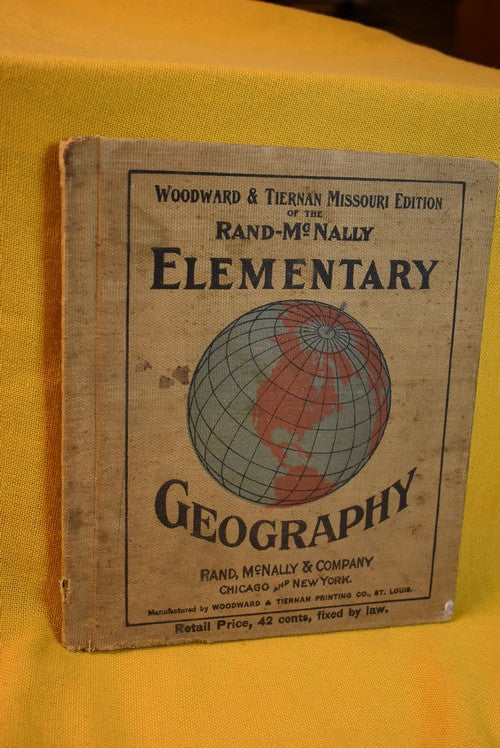 WOODWARD & TIERNAN MISSOURI EDITION
OF THE
RAND-McNALLY
ELEMENTARY
GEOGRAPHY
RAND, McNALLY & COMPANY
CHICAGO AND NEW YORK.
Manufactured by WOODWARD & TIERNAN PRINTING CO., ST. LOUIS.
Retail Price, 42 cents, fixed by law.